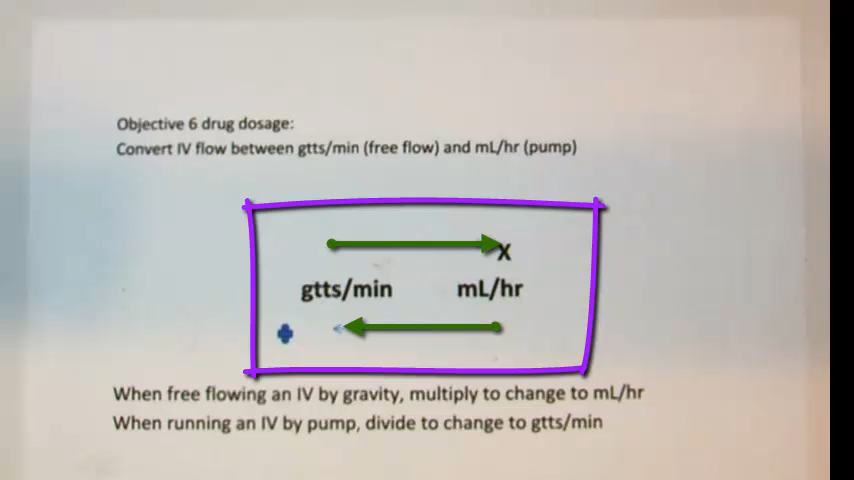 Objective 6 drug dosage:
Convert IV flow between gtts/min (free flow) and mL/hr (pump)
X
gtts/min mL/hr
When free flowing an IV by gravity, multiply to change to mL/hr
When running an IV by pump, divide to change to gtts/min